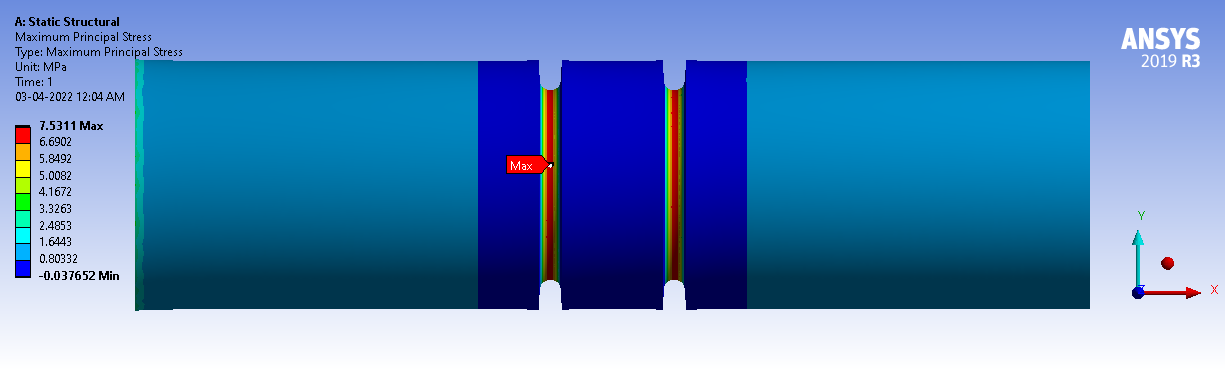 A: Static Structural
Maximum Principal Stress
Type: Maximum Principal Stress
Unit: MPa
Time: 1
03-04-2022 12:04 AM
7.5311 Max
6.6902
5.8492
5.0082
4.1672
3.3263
2.4853
1.6443
0.80332
-0.037652 Min
Max
ANSYS
2019 R3
Y
X